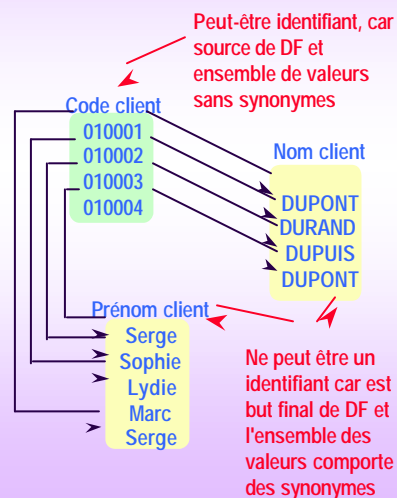 Peut-être identifiant, car
source de DF et
ensemble de valeurs
sans synonymes
Code client
010001
010002
010003
010004
Nom client
DUPONT
DURAND
DUPUIS
DUPONT
Prénom client
Serge
Sophie
Lydie
Marc
Serge
Ne peut être un
identifiant car est
but final de DF et
l'ensemble des
valeurs comporte
des synonymes